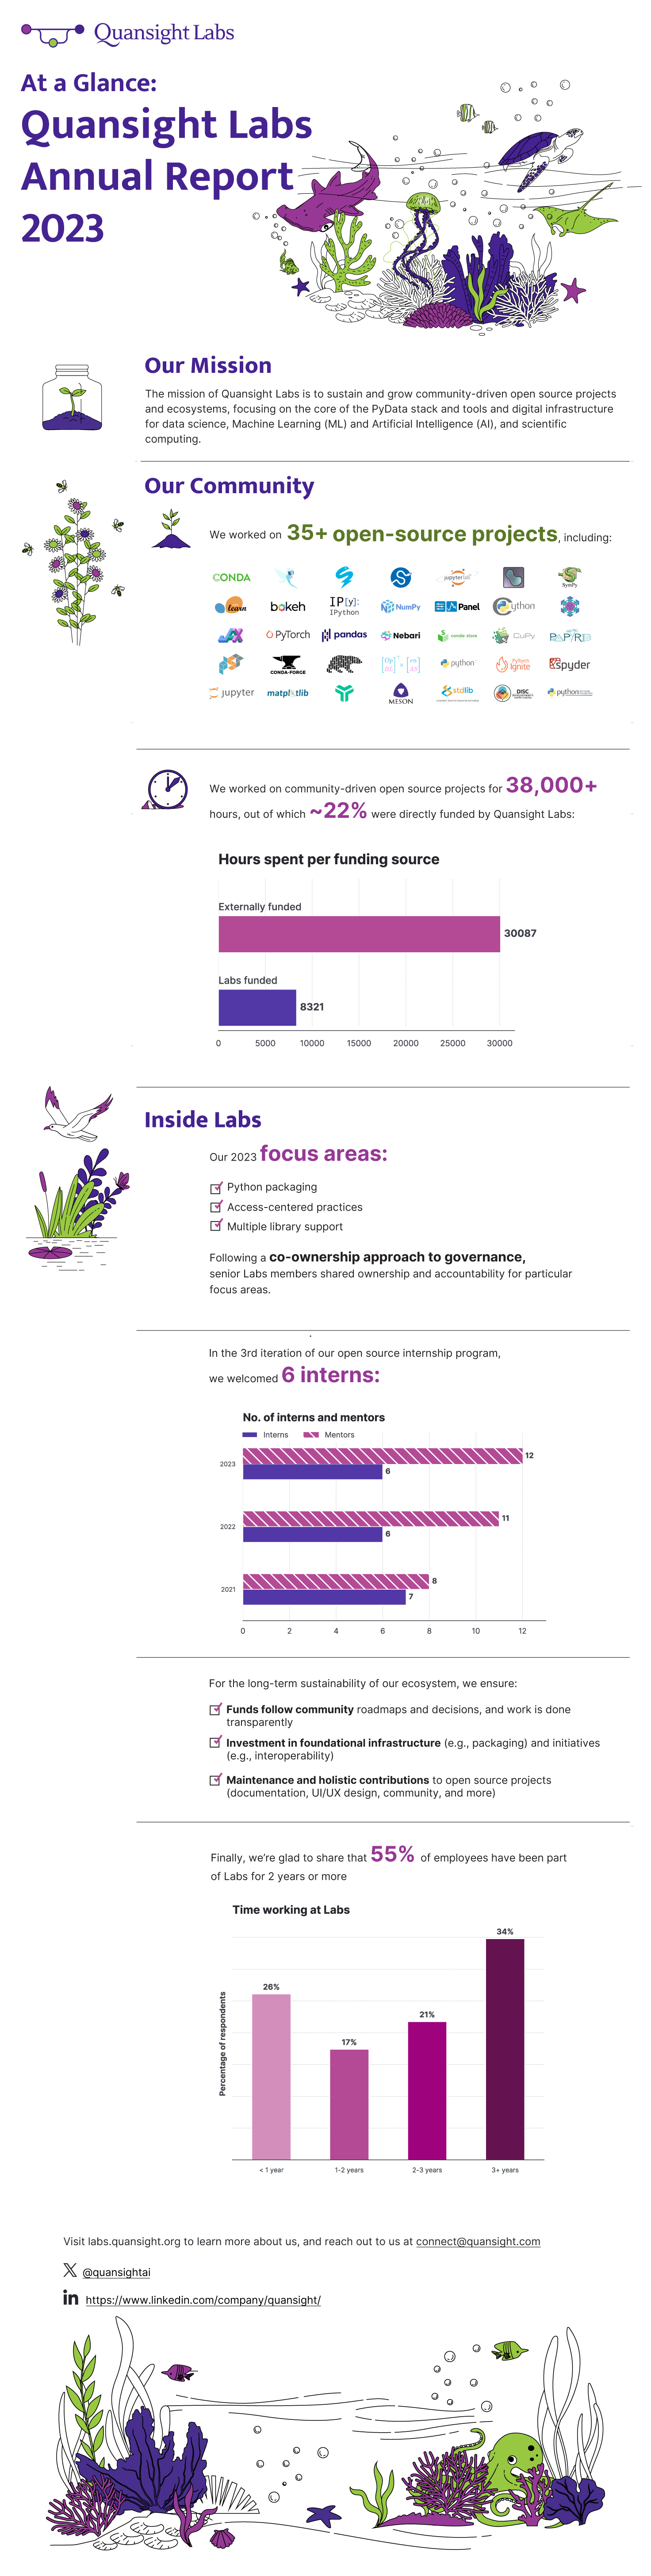 Quansight Labs
At a Glance:
Quansight Labs
Annual Report
2023
Our Mission
The mission of Quansight Labs is to sustain and grow community-driven open source projects
and ecosystems, focusing on the core of the PyData stack and tools and digital infrastructure
for data science, Machine Learning (ML) and Artificial Intelligence (AI), and scientific
computing.
Our Community
We worked on 35+ open-source projects, including:
CONDA
jupyterlab
SymPy
learn
bokeh
IP[y]:
IPython
NumPy
Panel
python
PyTorch
pandas
Nebari
conda store
CuPy
CONDA-FORGE
python
PyTorch
Ignite
Spyder
jupyter
matplotlib
MESON
stdlib
DISC
python
We worked on community-driven open source projects for 38,000+
hours, out of which ~22% were directly funded by Quansight Labs:
Hours spent per funding source
Externally funded
30087
Labs funded
8321
0 5000 10000 15000 20000 25000 30000
Inside Labs
Our 2023 focus areas:
Python packaging
Access-centered practices
Multiple library support
Following a co-ownership approach to governance,
senior Labs members shared ownership and accountability for particular
focus areas.
In the 3rd iteration of our open source internship program,
we welcomed 6 interns:
No. of interns and mentors
Interns Mentors
2023
12
6
2022
11
6
2021
8
7
0 2 4 6 8 10 12
For the long-term sustainability of our ecosystem, we ensure:
Funds follow community roadmaps and decisions, and work is done
transparently
Investment in foundational infrastructure (e.g., packaging) and initiatives
(e.g., interoperability)
Maintenance and holistic contributions to open source projects
(documentation, UI/UX design, community, and more)
Finally, we're glad to share that 55% of employees have been part
of Labs for 2 years or more
Time working at Labs
Percentage of respondents
26%
17%
21%
34%
< 1 year 1-2 years 2-3 years 3+ years
Visit labs.quansight.org to learn more about us, and reach out to us at connect@quansight.com
@quansightai
in https://www.linkedin.com/company/quansight/